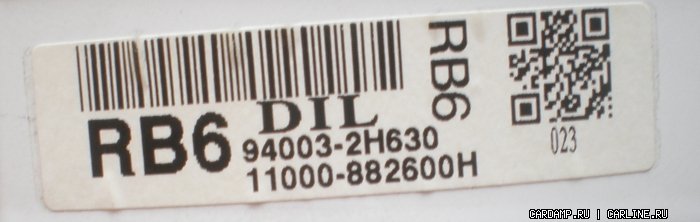 DIL
RB6
94003-2H630
11000-882600H
RB6
023
CARDAMP.RU | CARLINE.RU